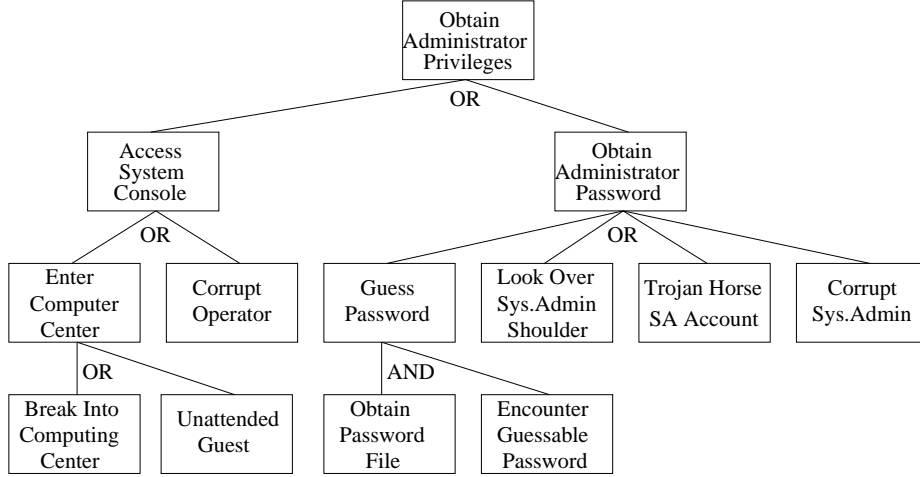 Obtain
Administrator
Privileges
OR
Access
System
Console
Obtain
Administrator
Password
OR
OR
Enter
Computer
Center
Corrupt
Operator
Guess
Password
Look Over
Sys.Admin
Shoulder
Trojan Horse
SA Account
Corrupt
Sys.Admin
OR
AND
Break Into
Computing
Center
Unattended
Guest
Obtain
Password
File
Encounter
Guessable
Password